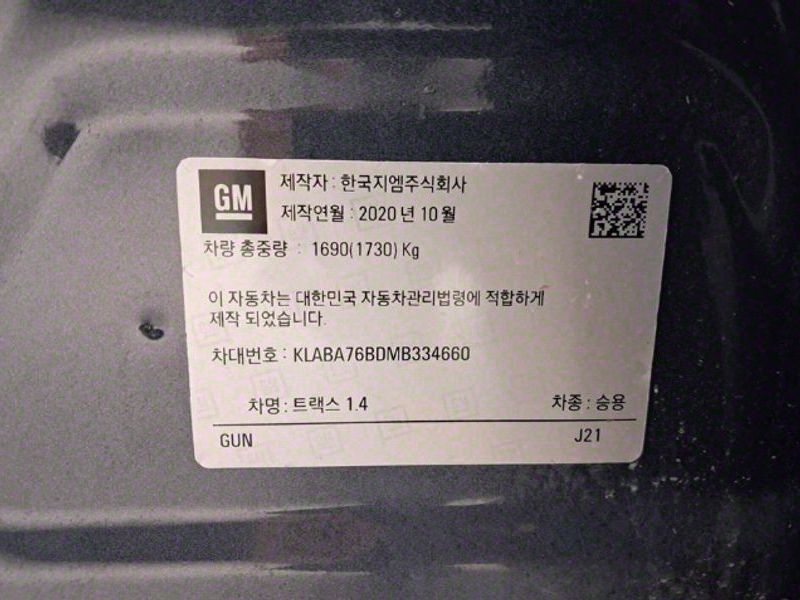 GM
제작자 : 한국지엠주식회사
제작연월 : 2020 년 10 월
차량 총중량 : 1690(1730) Kg
이 자동차는 대한민국 자동차관리법령에 적합하게
제작 되었습니다.
차대번호 : KLABA76BDMB334660
차명 : 트랙스 1.4 차종 : 승용
GUN J21